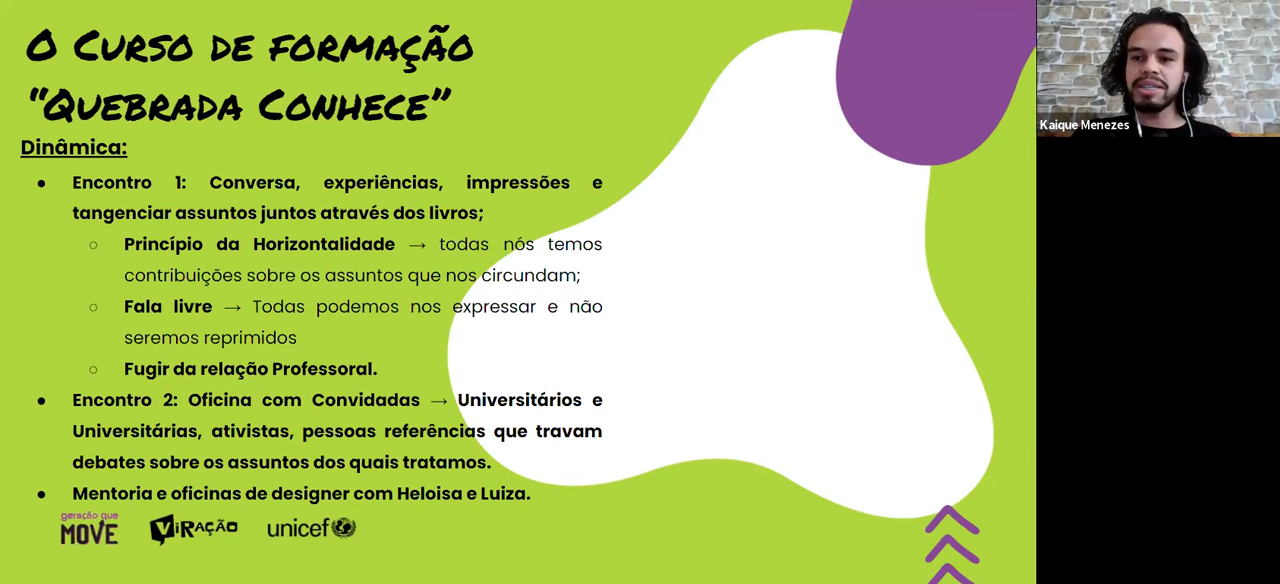 O CURSO DE FORMAÇÃO
“QUEBRADA CONHECE”
Dinâmica:
● Encontro 1: Conversa, experiências, impressões e
tangenciar assuntos juntos através dos livros;
○ Princípio da Horizontalidade → todas nós temos
contribuições sobre os assuntos que nos circundam;
○ Fala livre → Todas podemos nos expressar e não
seremos reprimidos
○ Fugir da relação Professoral.
● Encontro 2: Oficina com Convidadas → Universitários e
Universitárias, ativistas, pessoas referências que travam
debates sobre os assuntos dos quais tratamos.
● Mentoria e oficinas de designer com Heloisa e Luiza.
geração que
MOVE
ViRAÇÃO
unicef
Kaique Menezes